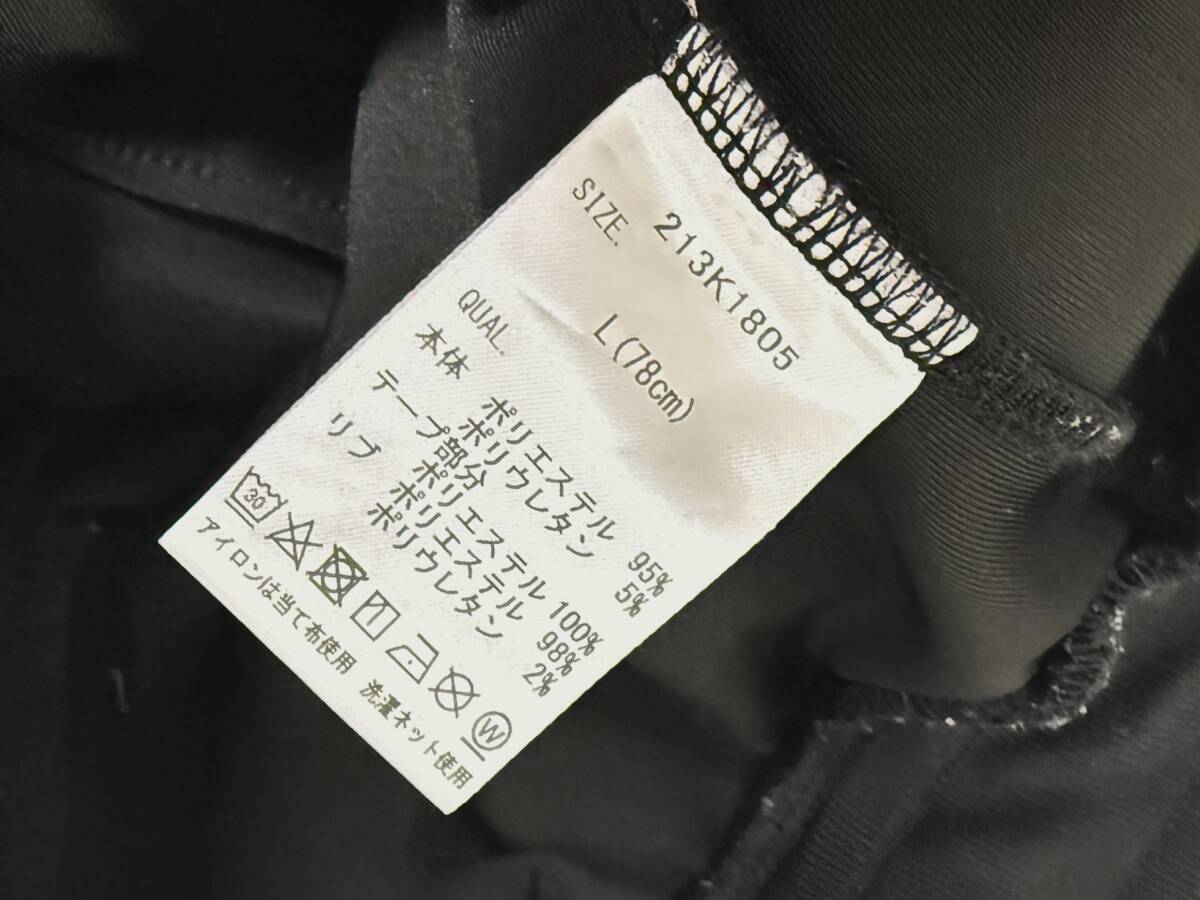 213K1805
SIZE. L(78cm)
QUAL.
本体 ポリエステル 95%
ポリウレタン 5%
テープ部分
ポリエステル 100%
リブ ポリエステル 98%
ポリウレタン 2%
30 W
アイロンは当て布使用 洗濯ネット使用